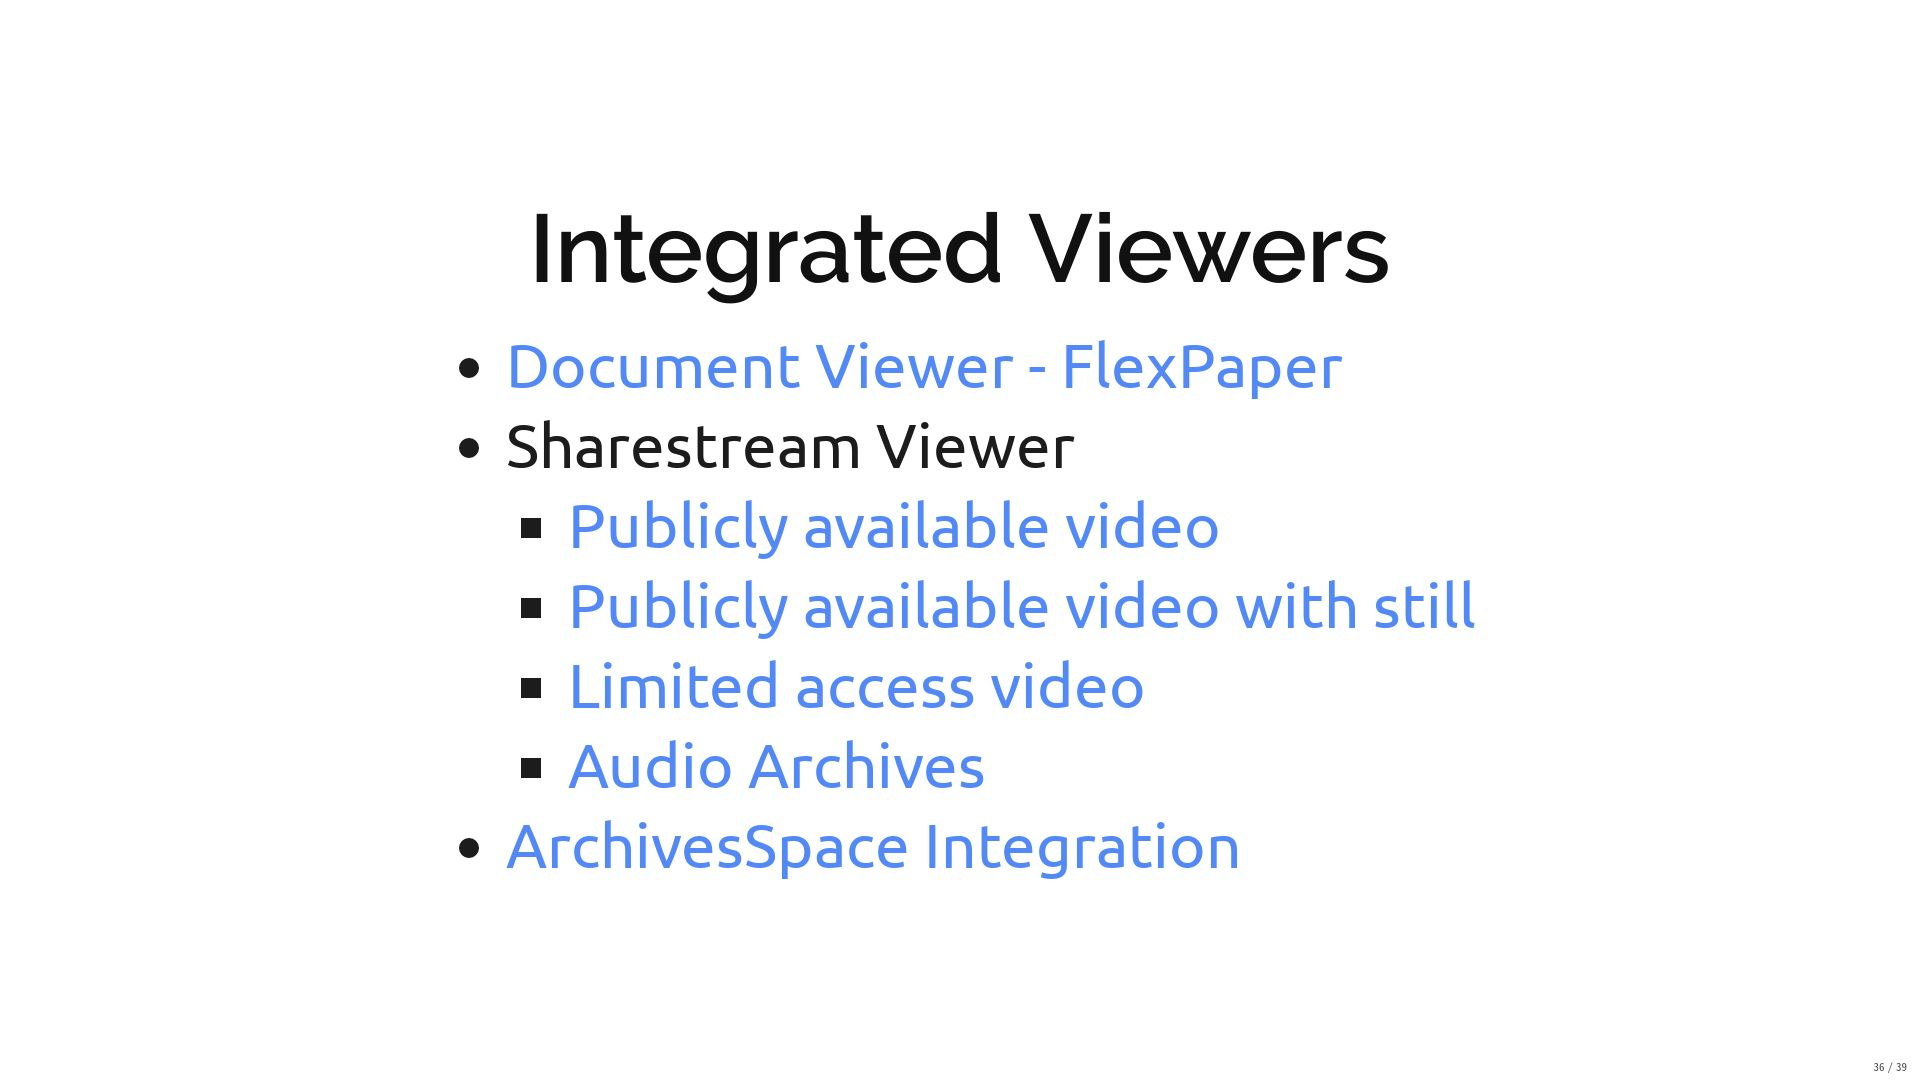 Integrated Viewers
Document Viewer - FlexPaper
Sharestream Viewer
Publicly available video
Publicly available video with still
Limited access video
Audio Archives
ArchivesSpace Integration
36 / 39